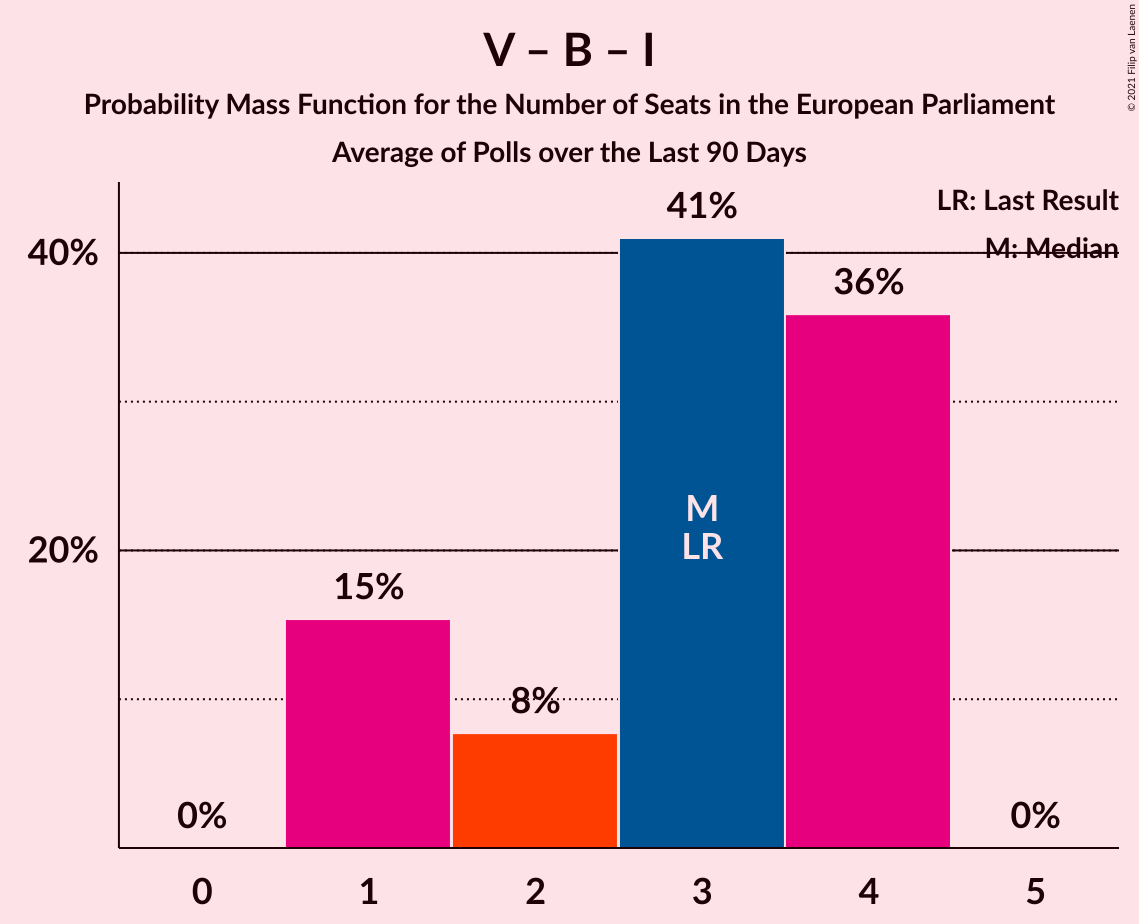 V – B – I
Probability Mass Function for the Number of Seats in the European Parliament
Average of Polls over the Last 90 Days
© 2021 Filip van Laenen
LR: Last Result
M: Median
41%
40%
36%
M
LR
20%
15%
8%
0%
0%
0 1 2 3 4 5